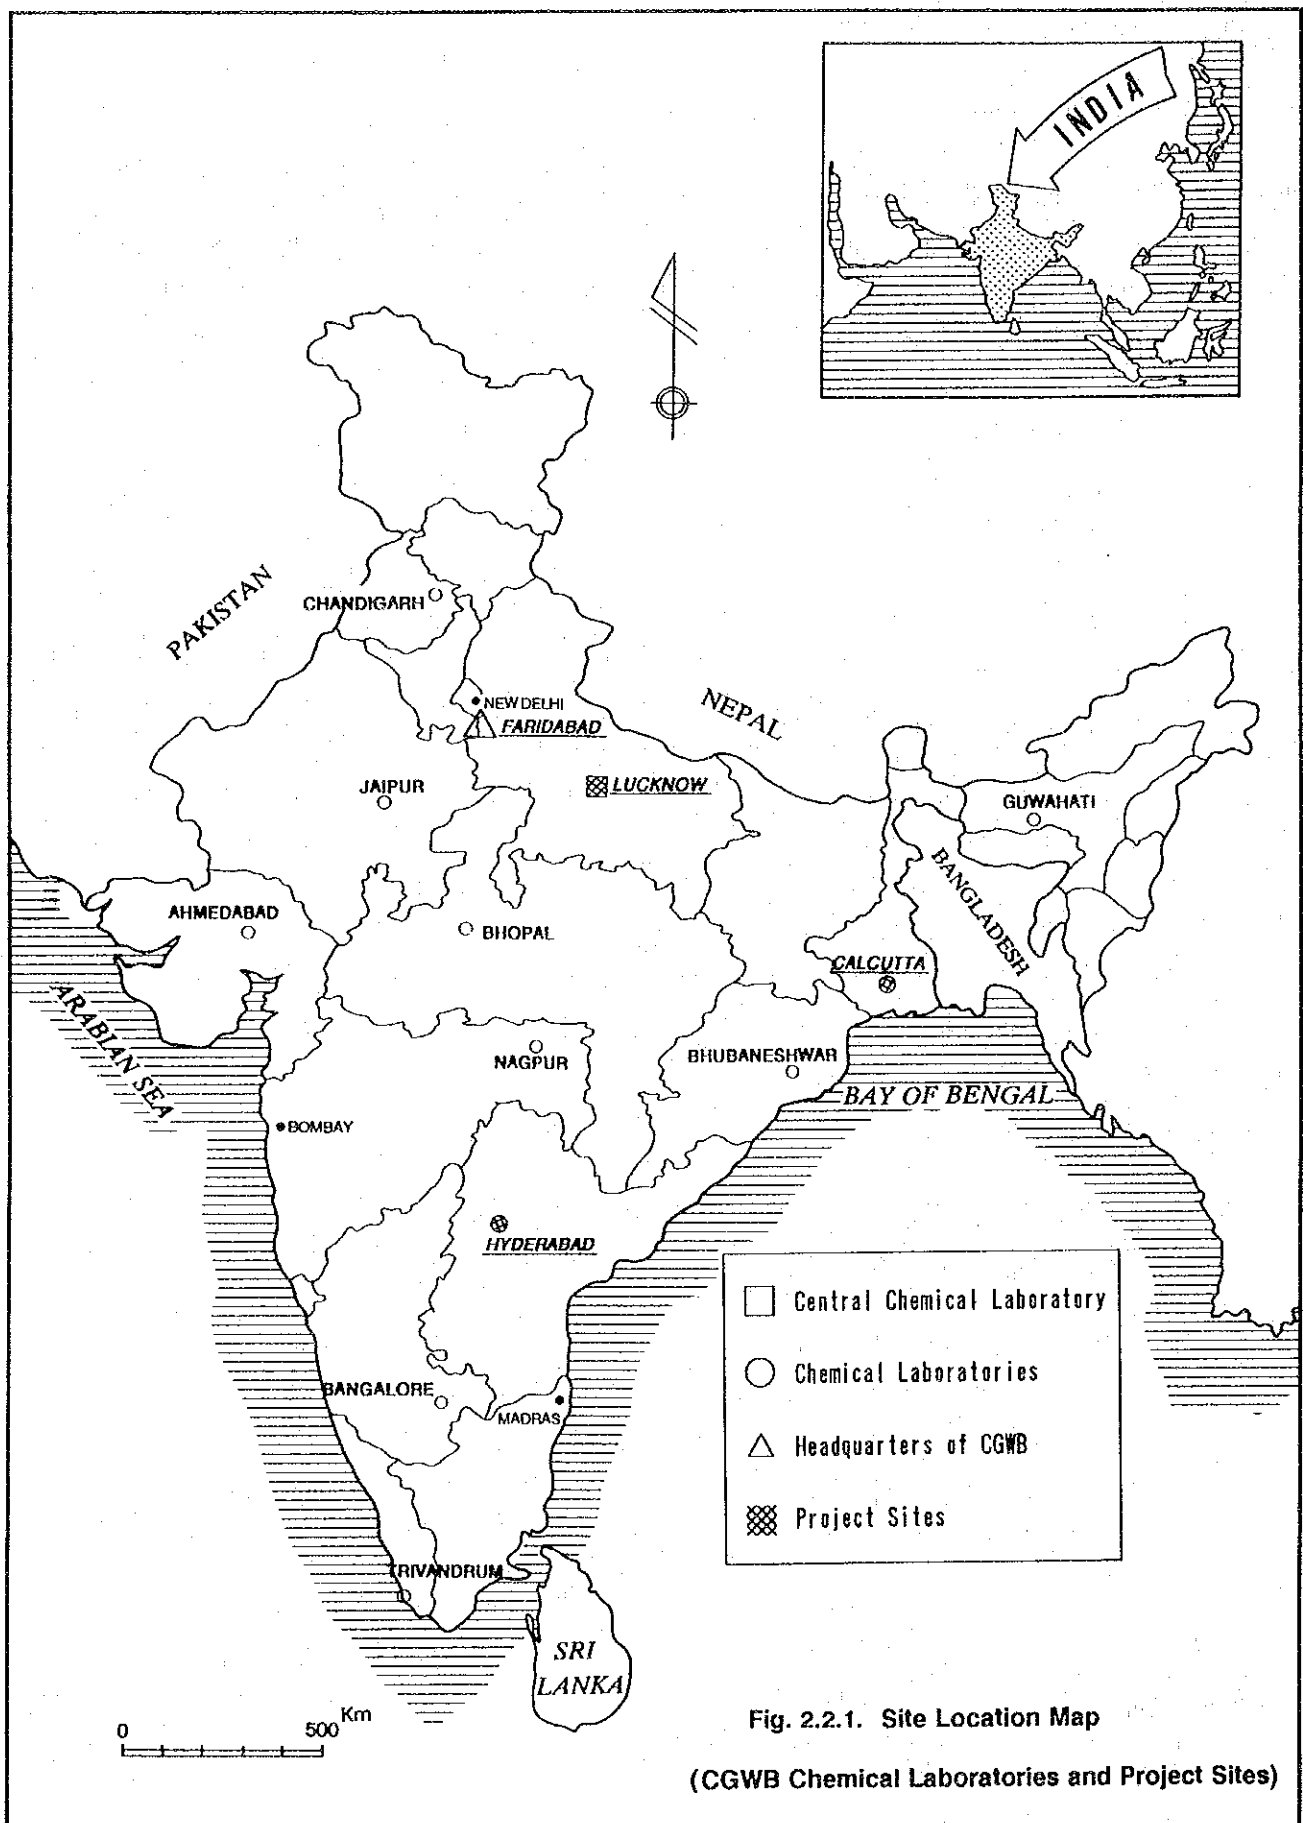 INDIA
PAKISTAN
CHANDIGARH
NEW DELHI
FARIDABAD
NEPAL
JAIPUR
LUCKNOW
GUWAHATI
BANGLADESH
AHMEDABAD
BHOPAL
CALCUTTA
ARABIAN SEA
NAGPUR
BHUBANESHWAR
BAY OF BENGAL
BOMBAY
HYDERABAD
Central Chemical Laboratory
Chemical Laboratories
Headquarters of CGWB
Project Sites
BANGALORE
MADRAS
TRIVANDRUM
SRI
LANKA
0 500 Km
Fig. 2.2.1. Site Location Map
(CGWB Chemical Laboratories and Project Sites)